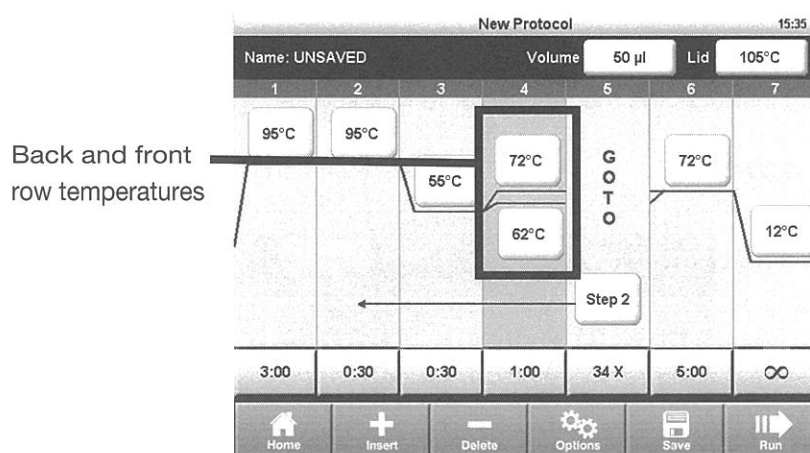 New Protocol 15:35
Name: UNSAVED Volume 50 µl Lid 105°C
1 2 3 4 5 6 7
95°C 95°C 55°C 72°C 62°C GOTO 72°C 12°C
Back and front
row temperatures
Step 2
3:00 0:30 0:30 1:00 34 X 5:00 ∞
Home Insert Delete Options Save Run